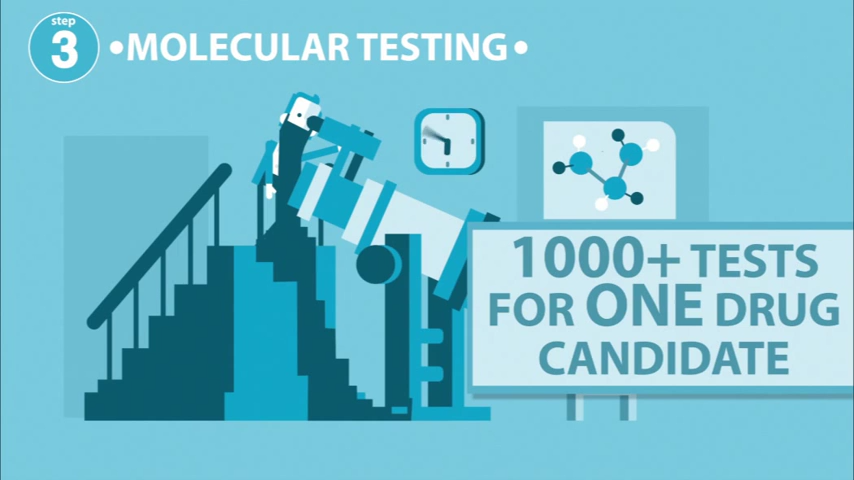 step
3
•MOLECULAR TESTING•
1000+ TESTS
FOR ONE DRUG
CANDIDATE